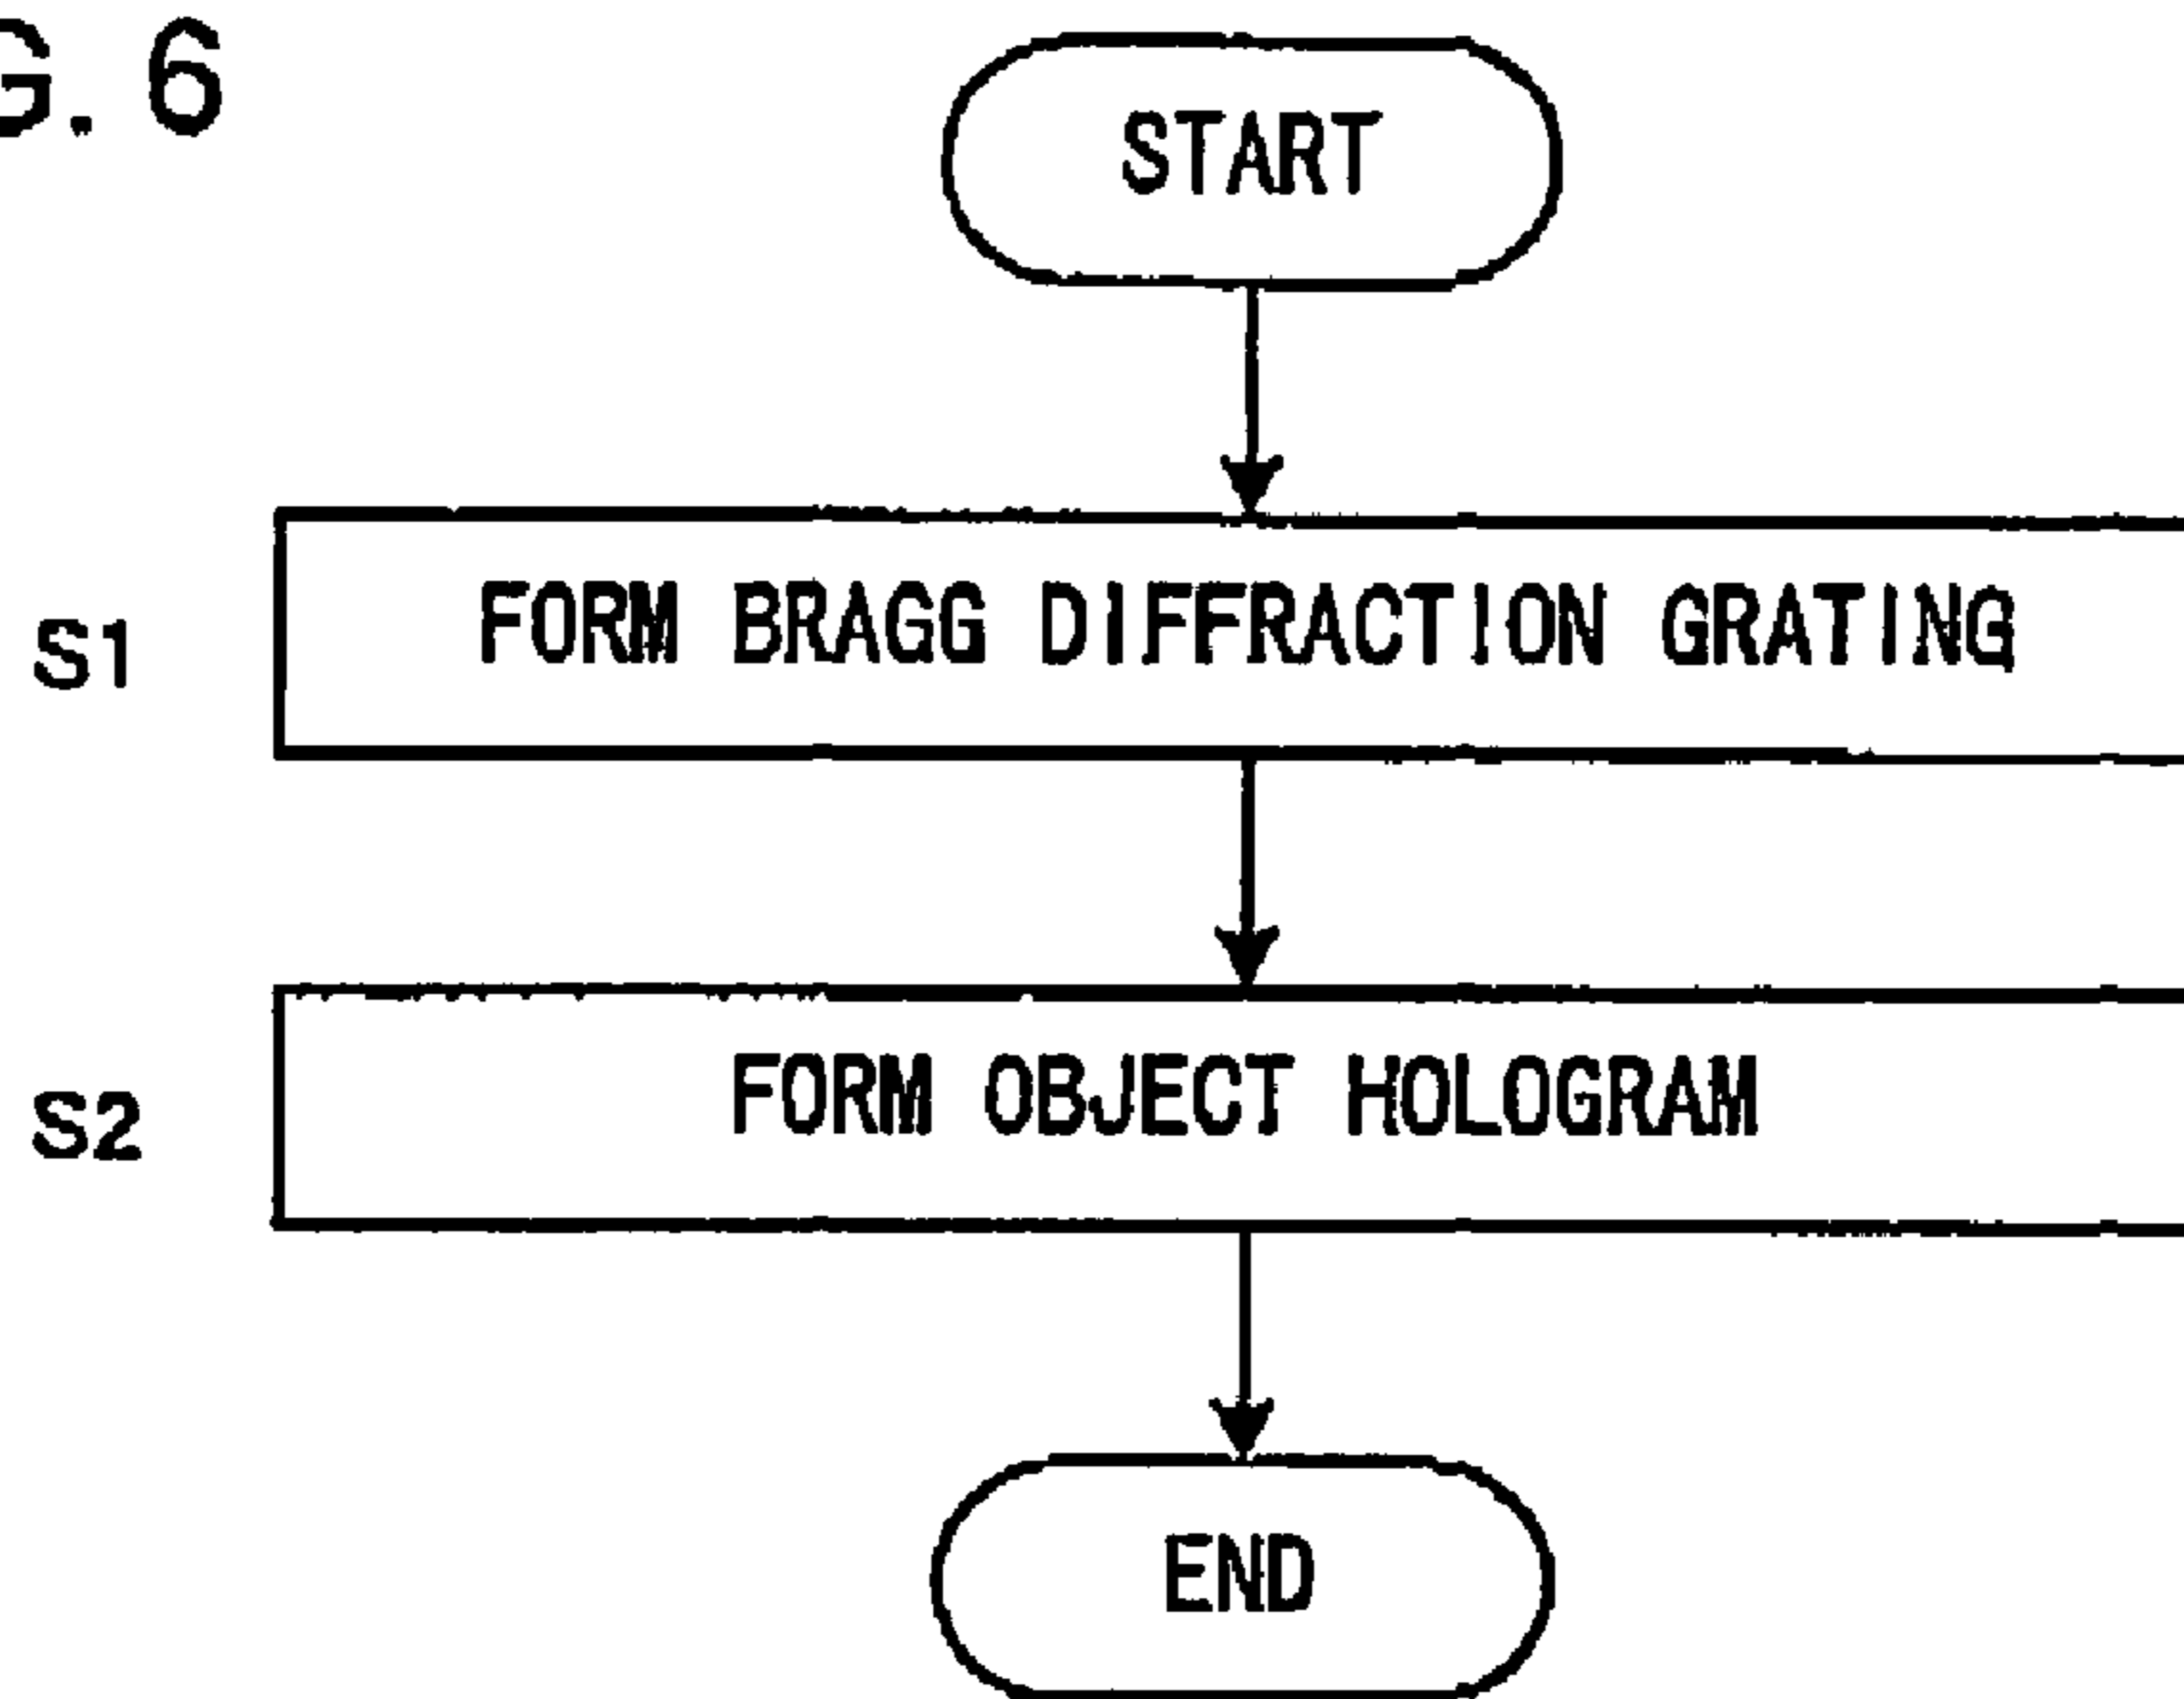 G. 6
START
S1 FORM BRAGG DIFFRACTION GRATING
S2 FORM OBJECT HOLOGRAM
END